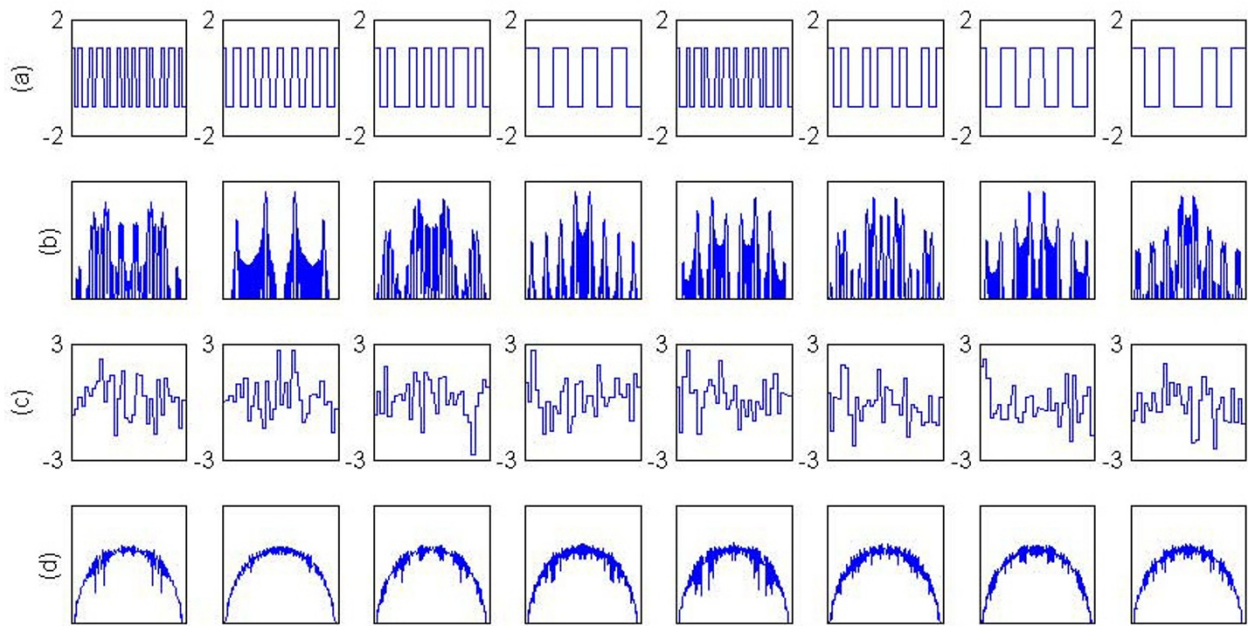 2 2 2 2 2 2 2 2
(a)
-2 -2 -2 -2 -2 -2 -2 -2
(b)
3 3 3 3 3 3 3 3
(c)
-3 -3 -3 -3 -3 -3 -3 -3
(d)